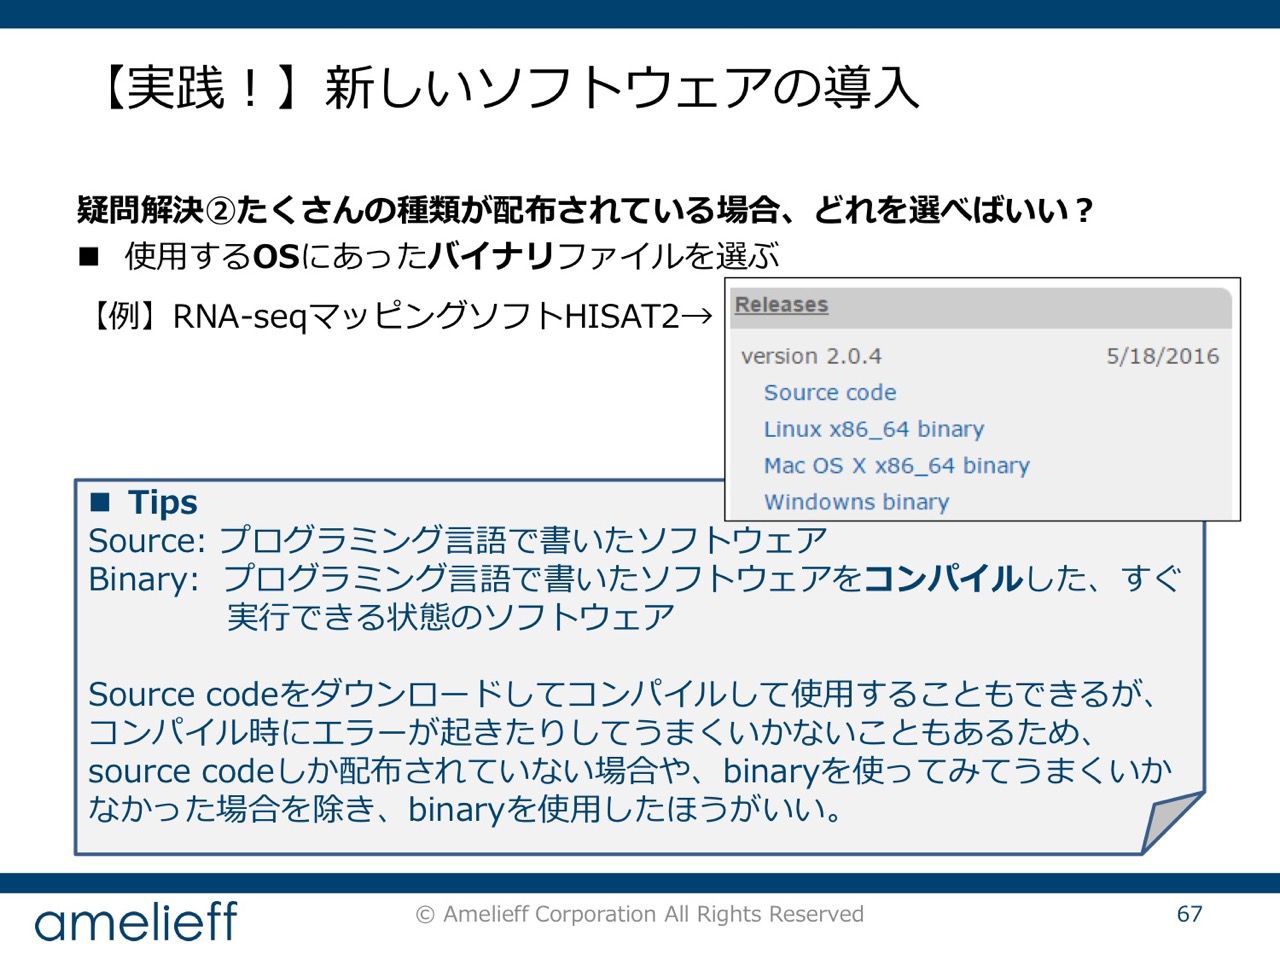 【実践！】新しいソフトウェアの導入
疑問解決②たくさんの種類が配布されている場合、どれを選べばいい？
■ 使用するOSにあったバイナリファイルを選ぶ
【例】RNA-seqマッピングソフトHISAT2→
Releases
version 2.0.4 5/18/2016
Source code
Linux x86_64 binary
Mac OS X x86_64 binary
Windowns binary
■ Tips
Source: プログラミング言語で書いたソフトウェア
Binary: プログラミング言語で書いたソフトウェアをコンパイルした、すぐ
実行できる状態のソフトウェア
Source codeをダウンロードしてコンパイルして使用することもできるが、
コンパイル時にエラーが起きたりしてうまくいかないこともあるため、
source codeしか配布されていない場合や、binaryを使ってみてうまくいか
なかった場合を除き、binaryを使用したほうがいい。
amelieff
© Amelieff Corporation All Rights Reserved
67